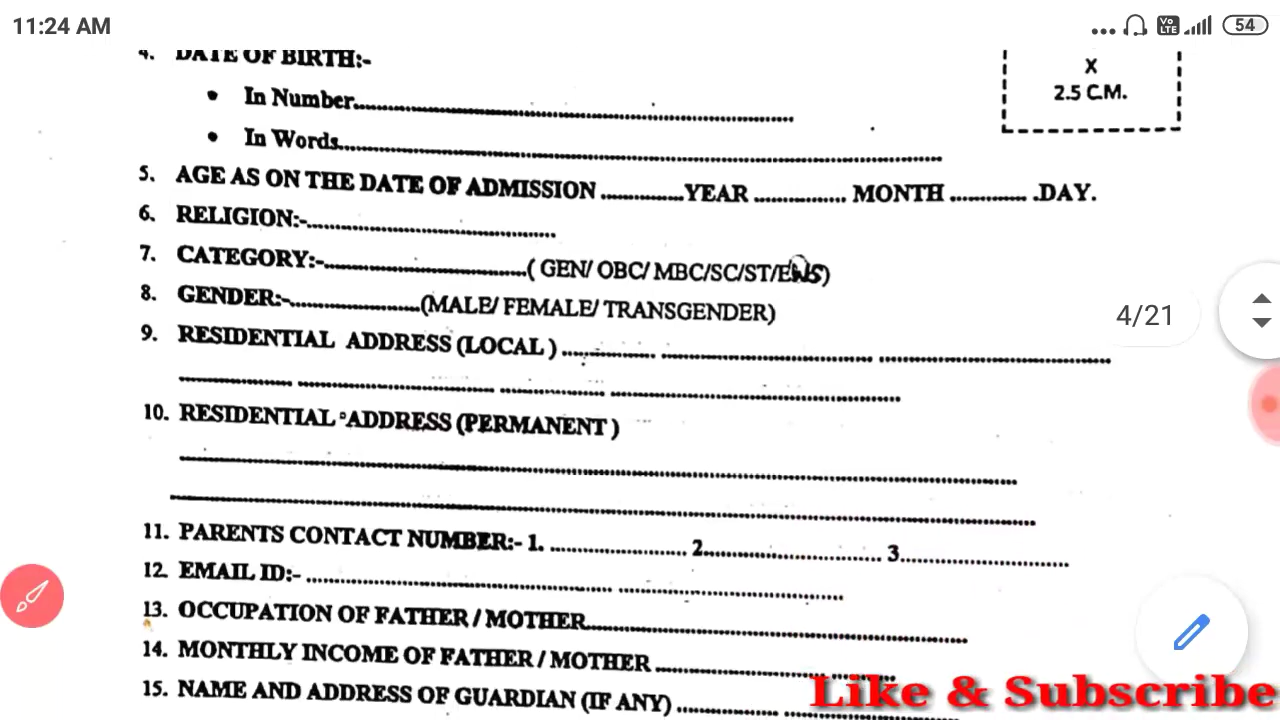 11:24 AM
... Vo LTE 54
4. DATE OF BIRTH:-
X
2.5 C.M.
• In Number................................................
• In Words................................................
5. AGE AS ON THE DATE OF ADMISSION ............YEAR ............. MONTH ........... .DAY.
6. RELIGION:-................................
7. CATEGORY:-................................( GEN/ OBC/ MBC/SC/ST/
8. GENDER:-....................(MALE/ FEMALE/ TRANSGENDER)
4/21
9. RESIDENTIAL ADDRESS (LOCAL ) .............. ................................ ................................
................ ............................ ............... ........................................
10. RESIDENTIAL ADDRESS (PERMANENT )
................................................................................
................................................................................
11. PARENTS CONTACT NUMBER:- 1. .................... 2......................... 3........................
12. EMAIL ID:- ............................................ ................................
13. OCCUPATION OF FATHER / MOTHER................................................
14. MONTHLY INCOME OF FATHER / MOTHER ................................
15. NAME AND ADDRESS OF GUARDIAN (IF ANY) ............... ........................
Like & Subscribe